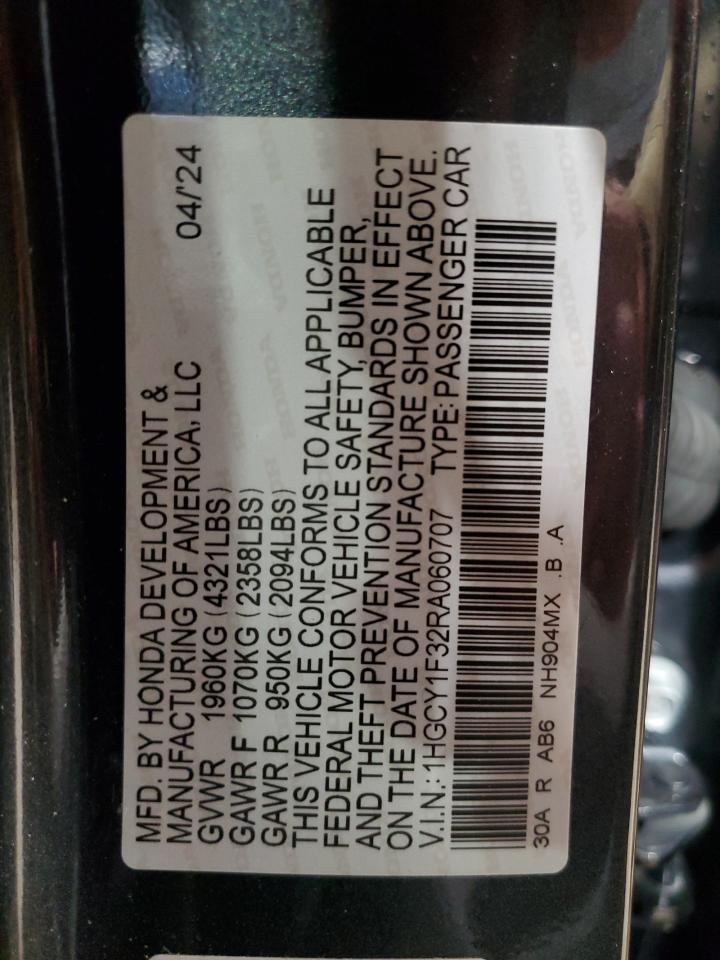 MFD. BY HONDA DEVELOPMENT &
MANUFACTURING OF AMERICA, LLC 04/'24
GVWR 1960KG (4321LBS)
GAWR F 1070KG (2358LBS)
GAWR R 950KG (2094LBS)
THIS VEHICLE CONFORMS TO ALL APPLICABLE
FEDERAL MOTOR VEHICLE SAFETY, BUMPER,
AND THEFT PREVENTION STANDARDS IN EFFECT
ON THE DATE OF MANUFACTURE SHOWN ABOVE.
V.I.N.: 1HGCY1F32RA060707 TYPE: PASSENGER CAR
30A R AB6 NH904MX .B .A